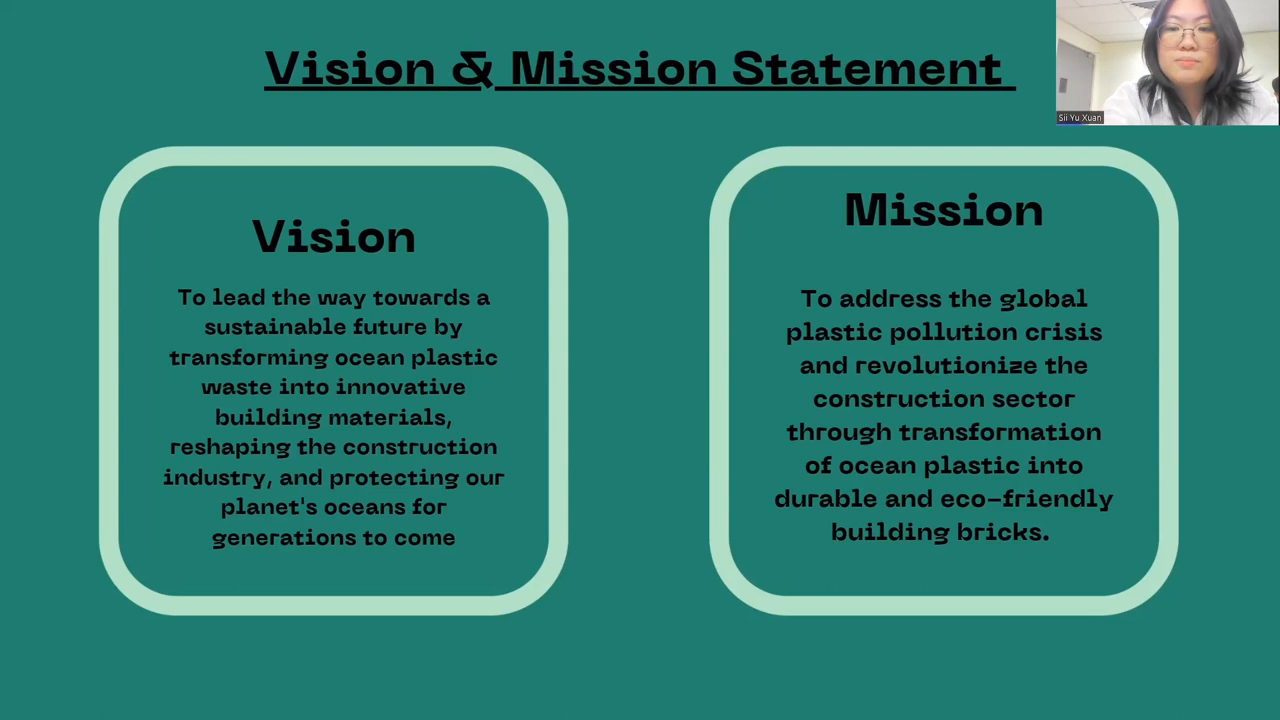 Vision & Mission Statement
Sii Yu Xuan
Vision
To lead the way towards a
sustainable future by
transforming ocean plastic
waste into innovative
building materials,
reshaping the construction
industry, and protecting our
planet's oceans for
generations to come
Mission
To address the global
plastic pollution crisis
and revolutionize the
construction sector
through transformation
of ocean plastic into
durable and eco-friendly
building bricks.